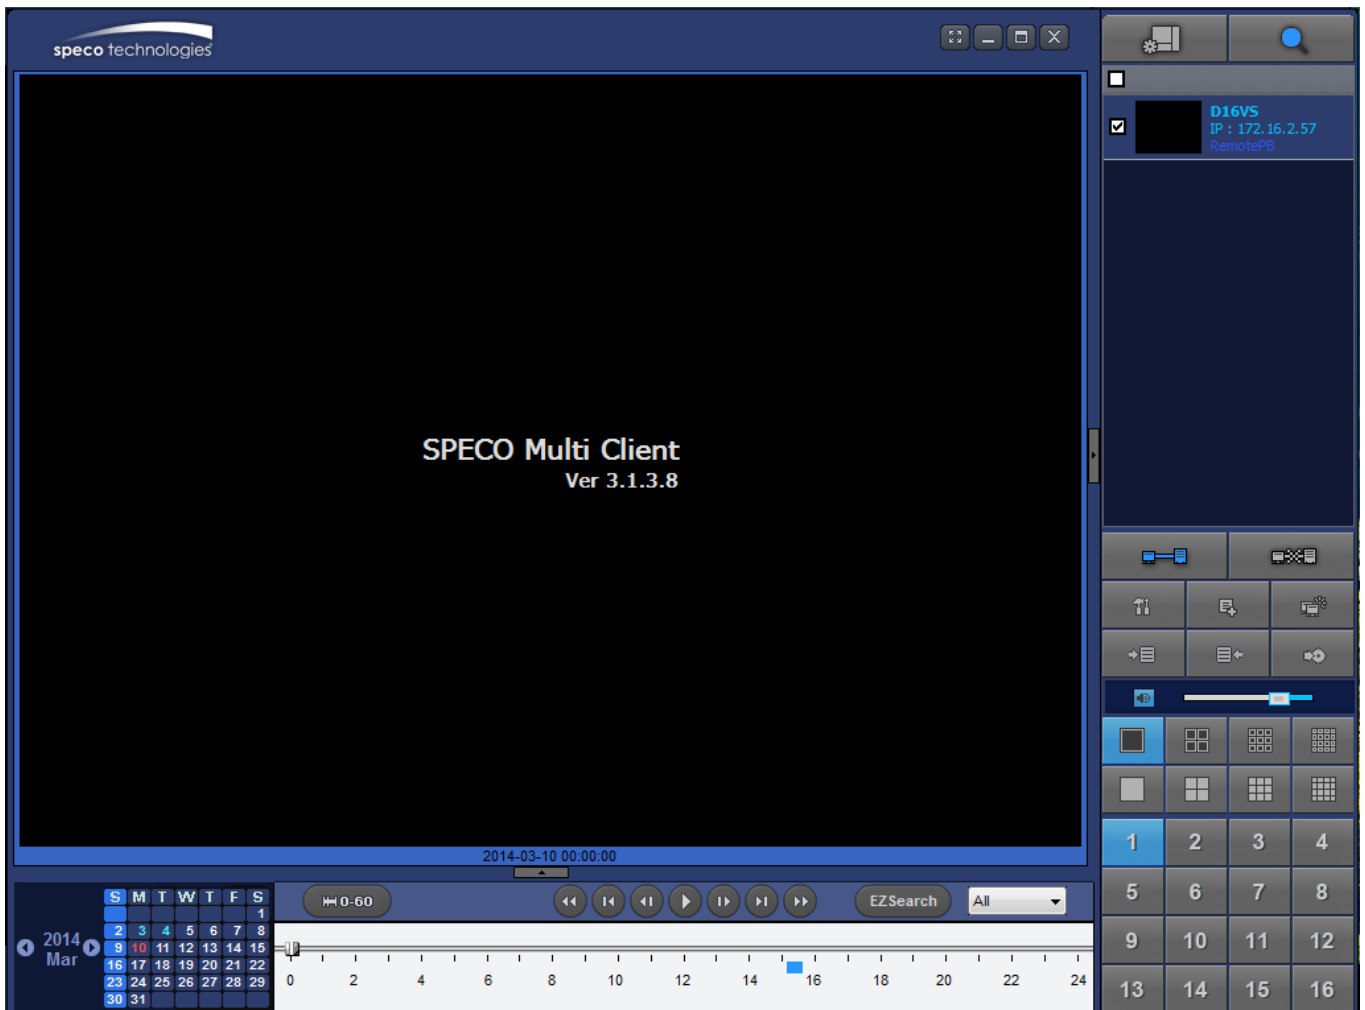 speco technologies
D16VS
IP : 172.16.2.57
RemotePB
SPECO Multi Client
Ver 3.1.3.8
2014-03-10 00:00:00
0-60
EZSearch
All
2014
Mar
S M T W T F S
1
2 3 4 5 6 7 8
9 10 11 12 13 14 15
16 17 18 19 20 21 22
23 24 25 26 27 28 29
30 31
0 2 4 6 8 10 12 14 16 18 20 22 24
1 2 3 4
5 6 7 8
9 10 11 12
13 14 15 16